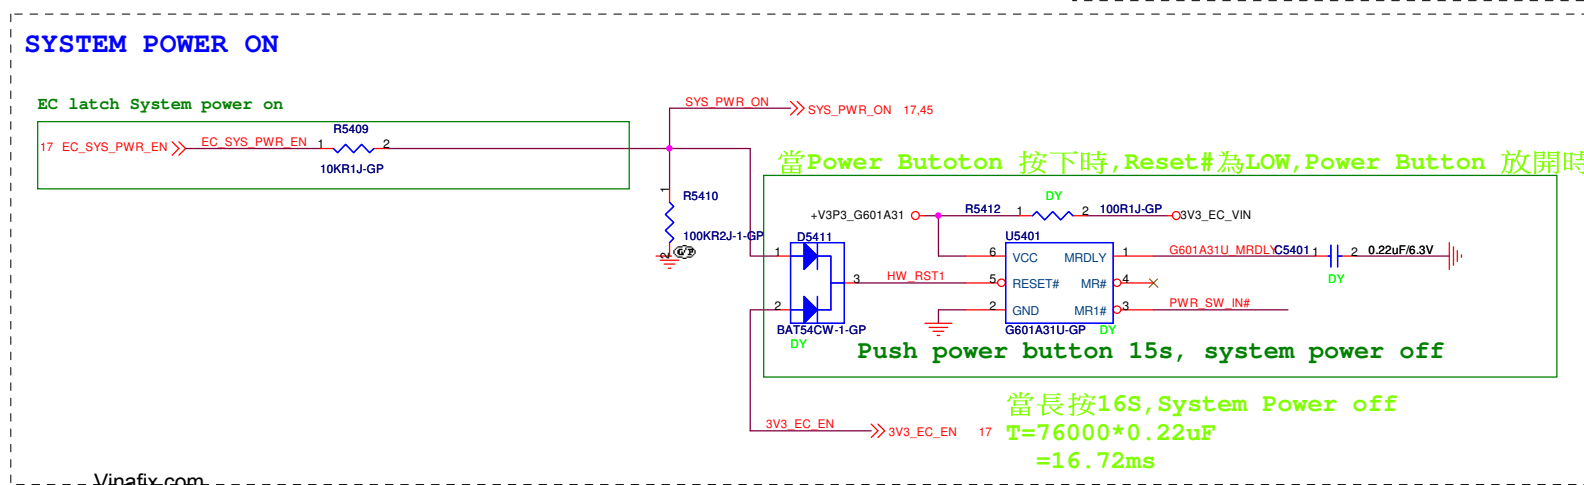 SYSTEM POWER ON
EC latch System power on
17 EC_SYS_PWR_EN
EC_SYS_PWR_EN
1
R5409
2
10KR1J-GP
SYS_PWR_ON
SYS_PWR_ON 17,45
1
R5410
100KR2J-1-GP
2
當Power Butoton 按下時,Reset#為LOW,Power Button 放開時
+V3P3_G601A31
R5412
1
DY
2
100R1J-GP
3V3_EC_VIN
D5411
1
2
3
BAT54CW-1-GP
DY
HW_RST1
U5401
6 VCC MRDLY 1
5 RESET# MR# 4
2 GND MR1# 3
G601A31U-GP
DY
G601A31U_MRDLY
C5401
1
2
0.22uF/6.3V
DY
PWR_SW_IN#
Push power button 15s, system power off
3V3_EC_EN
3V3_EC_EN 17
當長按16S,System Power off
T=76000*0.22uF
=16.72ms
Vinafix.com